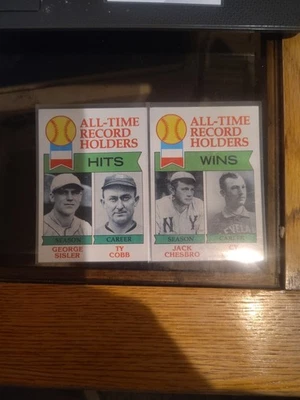 ALL-TIME
RECORD
HOLDERS
HITS
SEASON
CAREER
GEORGE
SISLER
TY
COBB
ALL-TIME
RECORD
HOLDERS
WINS
SEASON
JACK
CHESBRO
CY